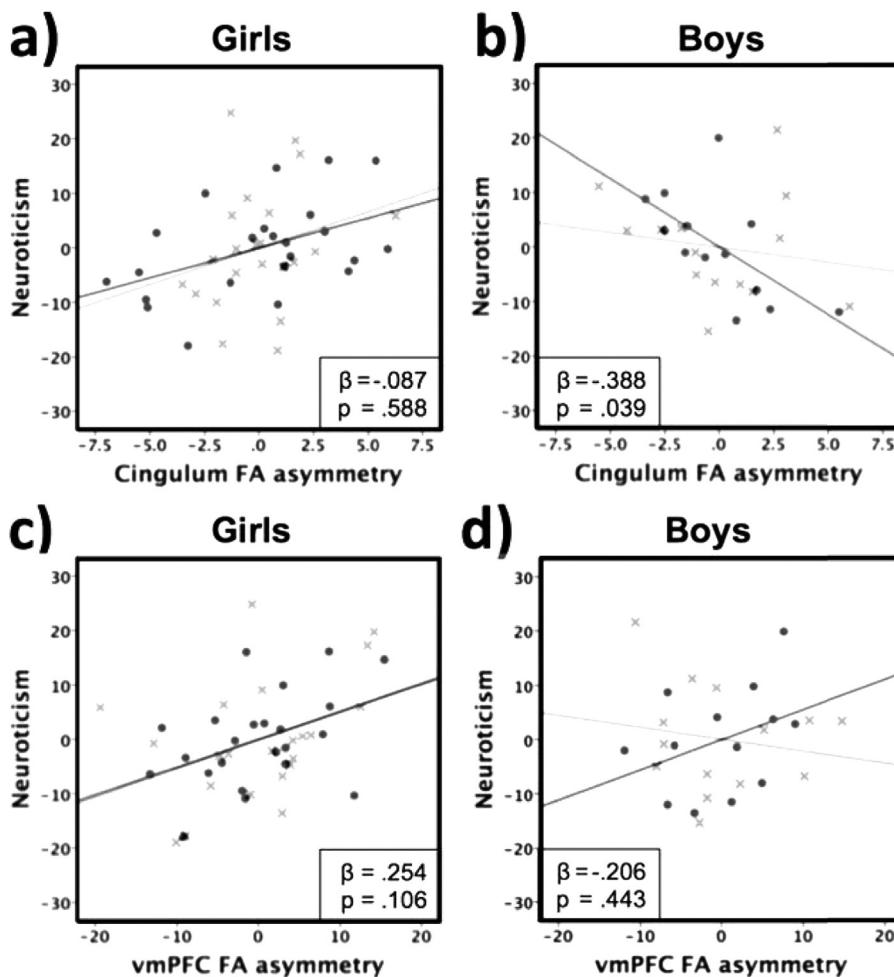 a)
Girls
Neuroticism
30
20
10
0
-10
-20
-30
β =-.087
p = .588
-7.5 -5.0 -2.5 .0 2.5 5.0 7.5
Cingulum FA asymmetry
b)
Boys
Neuroticism
30
20
10
0
-10
-20
-30
β =-.388
p = .039
-7.5 -5.0 -2.5 .0 2.5 5.0 7.5
Cingulum FA asymmetry
c)
Girls
Neuroticism
30
20
10
0
-10
-20
-30
β = .254
p = .106
-20 -10 0 10 20
vmPFC FA asymmetry
d)
Boys
Neuroticism
30
20
10
0
-10
-20
-30
β =-.206
p = .443
-20 -10 0 10 20
vmPFC FA asymmetry